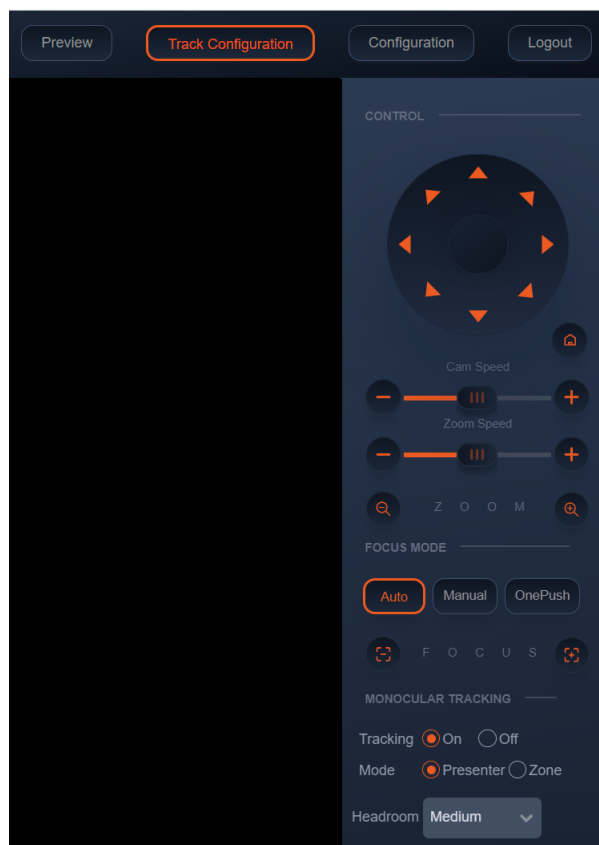 Preview Track Configuration Configuration Logout
CONTROL
Cam Speed
Zoom Speed
Z O O M
FOCUS MODE
Auto Manual OnePush
F O C U S
MONOCULAR TRACKING
Tracking On Off
Mode Presenter Zone
Headroom Medium